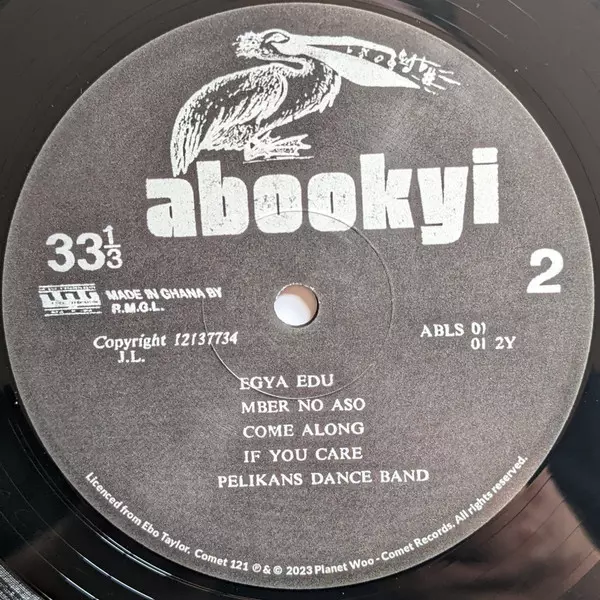 abookyi
33 1/3
2
MADE IN GHANA BY
R.M.G.L.
Copyright 12137734
J.L.
ABLS 01
01 2Y
EGYA EDU
MBER NO ASO
COME ALONG
IF YOU CARE
PELIKANS DANCE BAND
Licenced from Ebo Taylor. Comet 121 ℗ & © 2023 Planet Woo - Comet Records. All rights reserved.